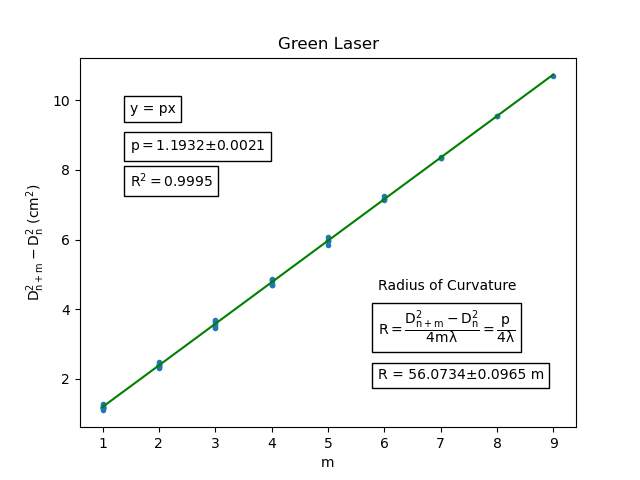 Green Laser
y = px
p = 1.1932±0.0021
R² = 0.9995
D²ₙ₊ₘ − D²ₙ (cm²)
10
8
6
4
2
Radius of Curvature
R = (D²ₙ₊ₘ − D²ₙ)/(4mλ) = p/(4λ)
R = 56.0734±0.0965 m
1 2 3 4 5 6 7 8 9
m